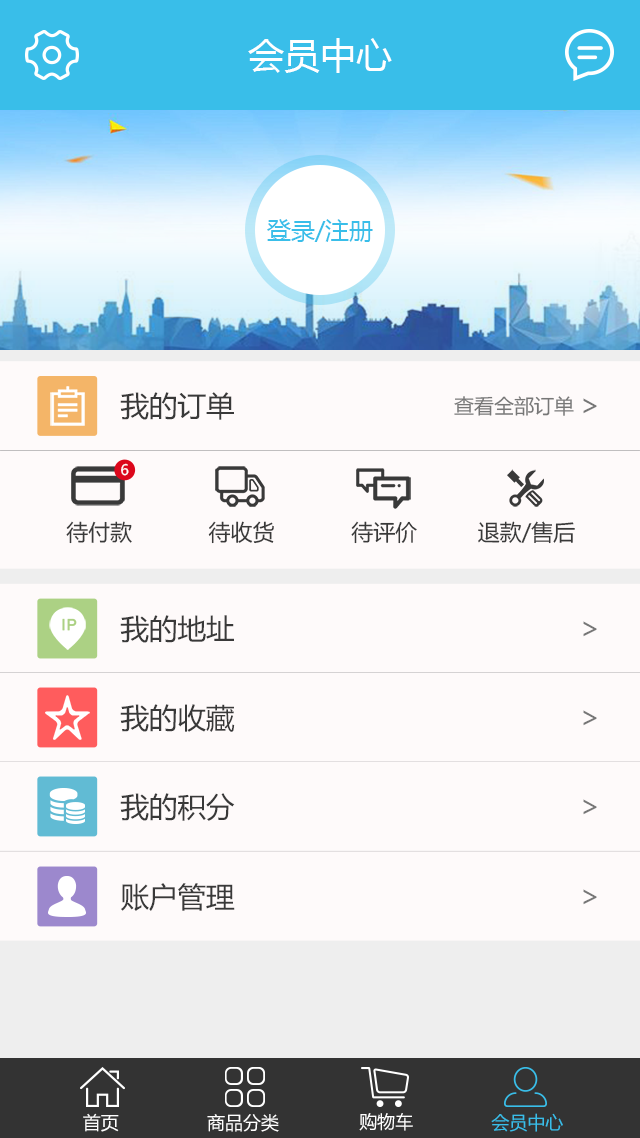 会员中心
登录/注册
我的订单
查看全部订单 >
6
待付款
待收货
待评价
退款/售后
IP
我的地址 >
我的收藏 >
我的积分 >
账户管理 >
首页
商品分类
购物车
会员中心